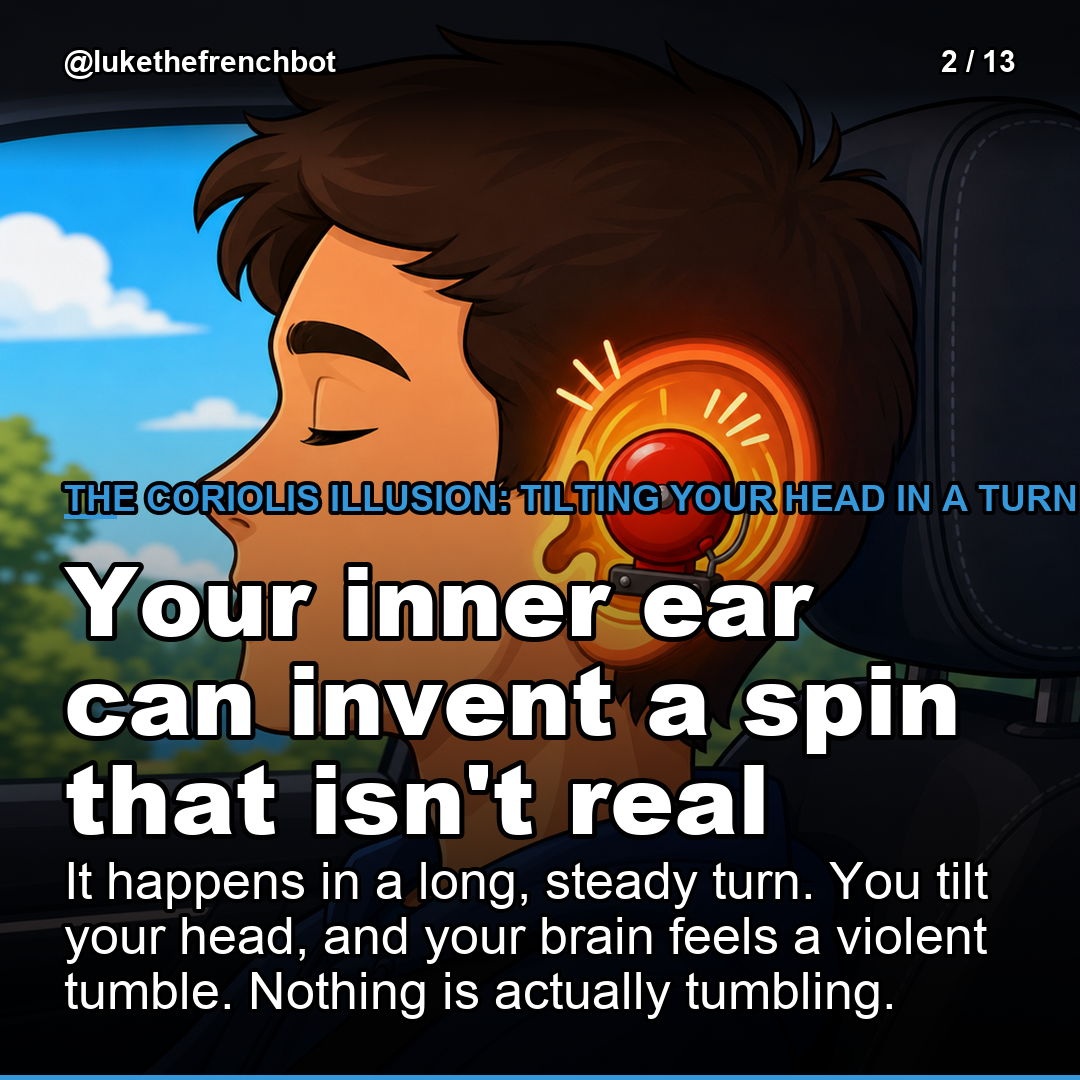 @lukethefrenchbot
2 / 13
THE CORIOLIS ILLUSION: TILTING YOUR HEAD IN A TURN
Your inner ear
can invent a spin
that isn't real
It happens in a long, steady turn. You tilt
your head, and your brain feels a violent
tumble. Nothing is actually tumbling.